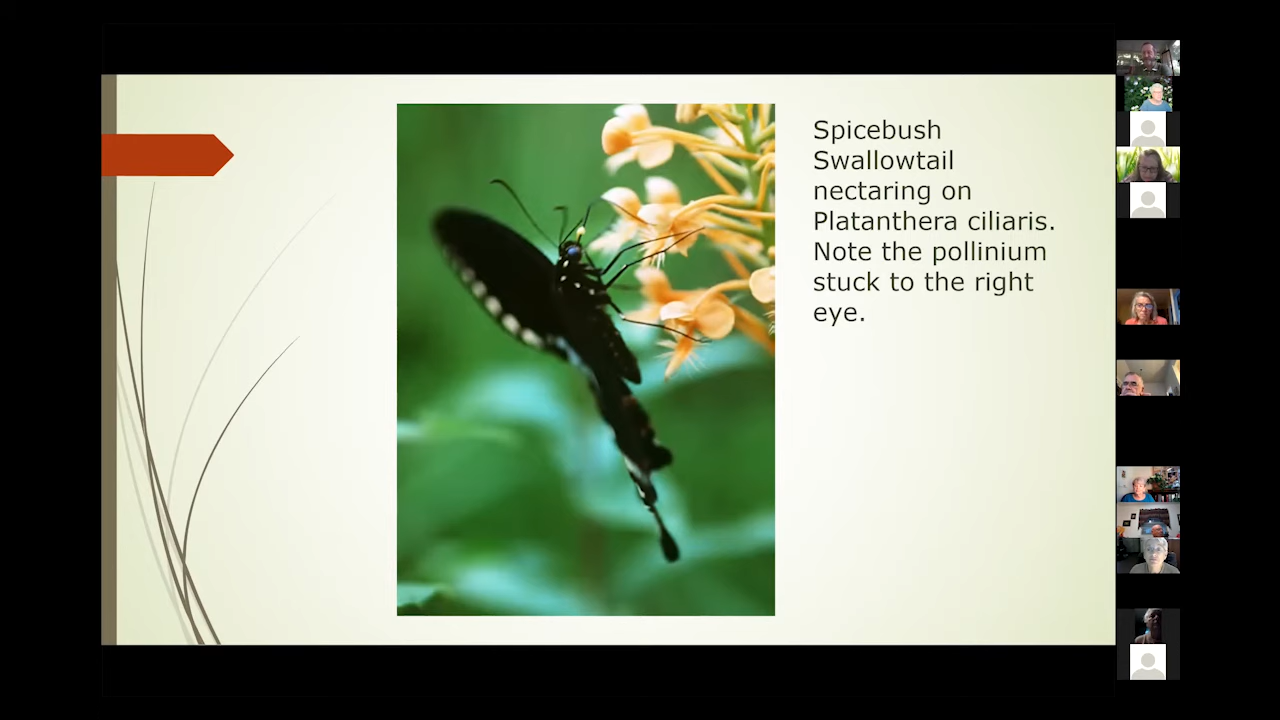 Spicebush
Swallowtail
nectaring on
Platanthera ciliaris.
Note the pollinium
stuck to the right
eye.